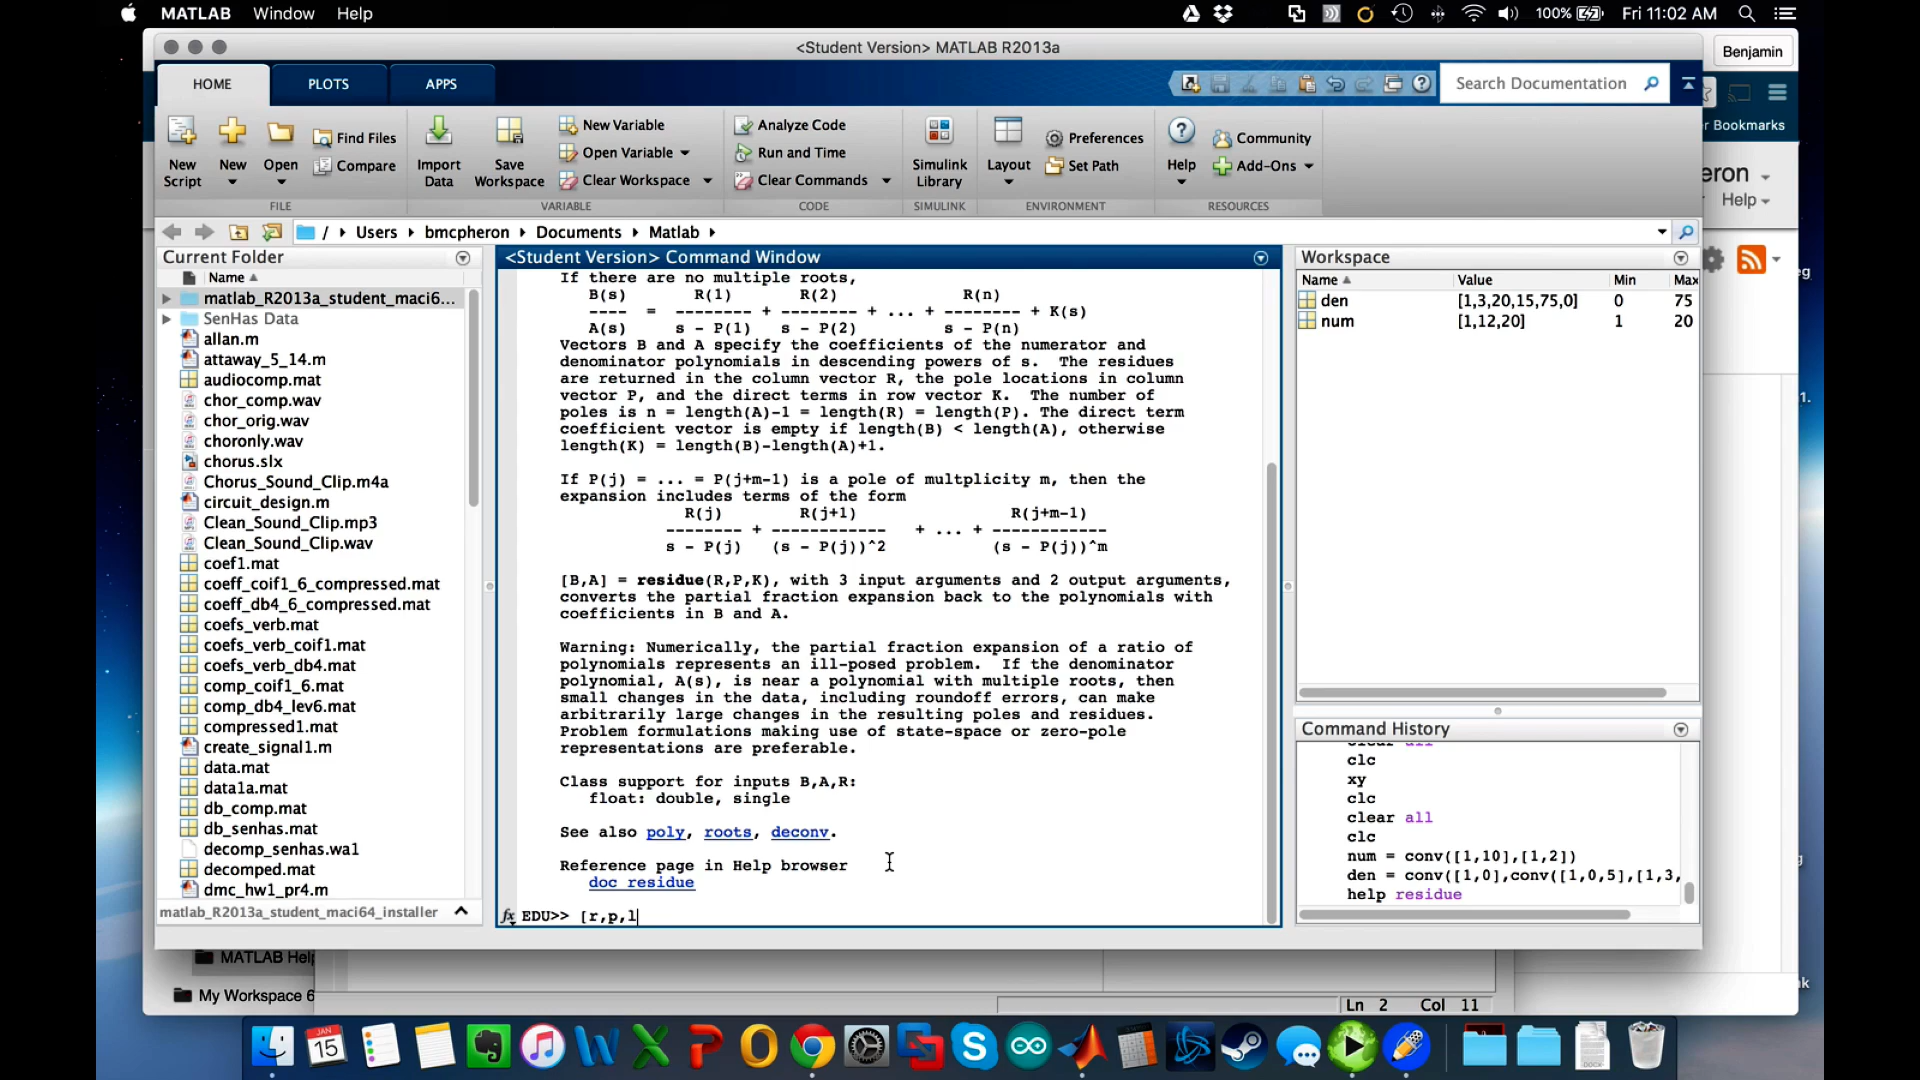 MATLAB Window Help 100% Fri 11:02 AM
<Student Version> MATLAB R2013a
Benjamin
HOME PLOTS APPS
Search Documentation
r Bookmarks
New Script
New
Open
Find Files
Compare
FILE
Import Data
Save Workspace
New Variable
Open Variable
Clear Workspace
VARIABLE
Analyze Code
Run and Time
Clear Commands
CODE
Simulink Library
SIMULINK
Layout
Preferences
Set Path
ENVIRONMENT
Help
Community
Add-Ons
RESOURCES
eron
Help
/ Users bmcpheron Documents Matlab
Current Folder
Name
matlab_R2013a_student_maci6...
SenHas Data
allan.m
attaway_5_14.m
audiocomp.mat
chor_comp.wav
chor_orig.wav
choronly.wav
chorus.slx
Chorus_Sound_Clip.m4a
circuit_design.m
Clean_Sound_Clip.mp3
Clean_Sound_Clip.wav
coef1.mat
coeff_coif1_6_compressed.mat
coeff_db4_6_compressed.mat
coefs_verb.mat
coefs_verb_coif1.mat
coefs_verb_db4.mat
comp_coif1_6.mat
comp_db4_lev6.mat
compressed1.mat
create_signal1.m
data.mat
data1a.mat
db_comp.mat
db_senhas.mat
decomp_senhas.wa1
decomped.mat
dmc_hw1_pr4.m
matlab_R2013a_student_maci64_installer
<Student Version> Command Window
If there are no multiple roots,
B(s) R(1) R(2) R(n)
---- = -------- + -------- + ... + -------- + K(s)
A(s) s - P(1) s - P(2) s - P(n)
Vectors B and A specify the coefficients of the numerator and
denominator polynomials in descending powers of s. The residues
are returned in the column vector R, the pole locations in column
vector P, and the direct terms in row vector K. The number of
poles is n = length(A)-1 = length(R) = length(P). The direct term
coefficient vector is empty if length(B) < length(A), otherwise
length(K) = length(B)-length(A)+1.
If P(j) = ... = P(j+m-1) is a pole of multplicity m, then the
expansion includes terms of the form
R(j) R(j+1) R(j+m-1)
-------- + ------------ + ... + ------------
s - P(j) (s - P(j))^2 (s - P(j))^m
[B,A] = residue(R,P,K), with 3 input arguments and 2 output arguments,
converts the partial fraction expansion back to the polynomials with
coefficients in B and A.
Warning: Numerically, the partial fraction expansion of a ratio of
polynomials represents an ill-posed problem. If the denominator
polynomial, A(s), is near a polynomial with multiple roots, then
small changes in the data, including roundoff errors, can make
arbitrarily large changes in the resulting poles and residues.
Problem formulations making use of state-space or zero-pole
representations are preferable.
Class support for inputs B,A,R:
float: double, single
See also poly, roots, deconv.
Reference page in Help browser
doc residue
fx EDU>> [r,p,l
Workspace
Name Value Min Max
den [1,3,20,15,75,0] 0 75
num [1,12,20] 1 20
Command History
clear all
clc
xy
clc
clear all
clc
num = conv([1,10],[1,2])
den = conv([1,0],conv([1,0,5],[1,3,
help residue
MATLAB Help
My Workspace 6
Ln 2 Col 11
JAN 15